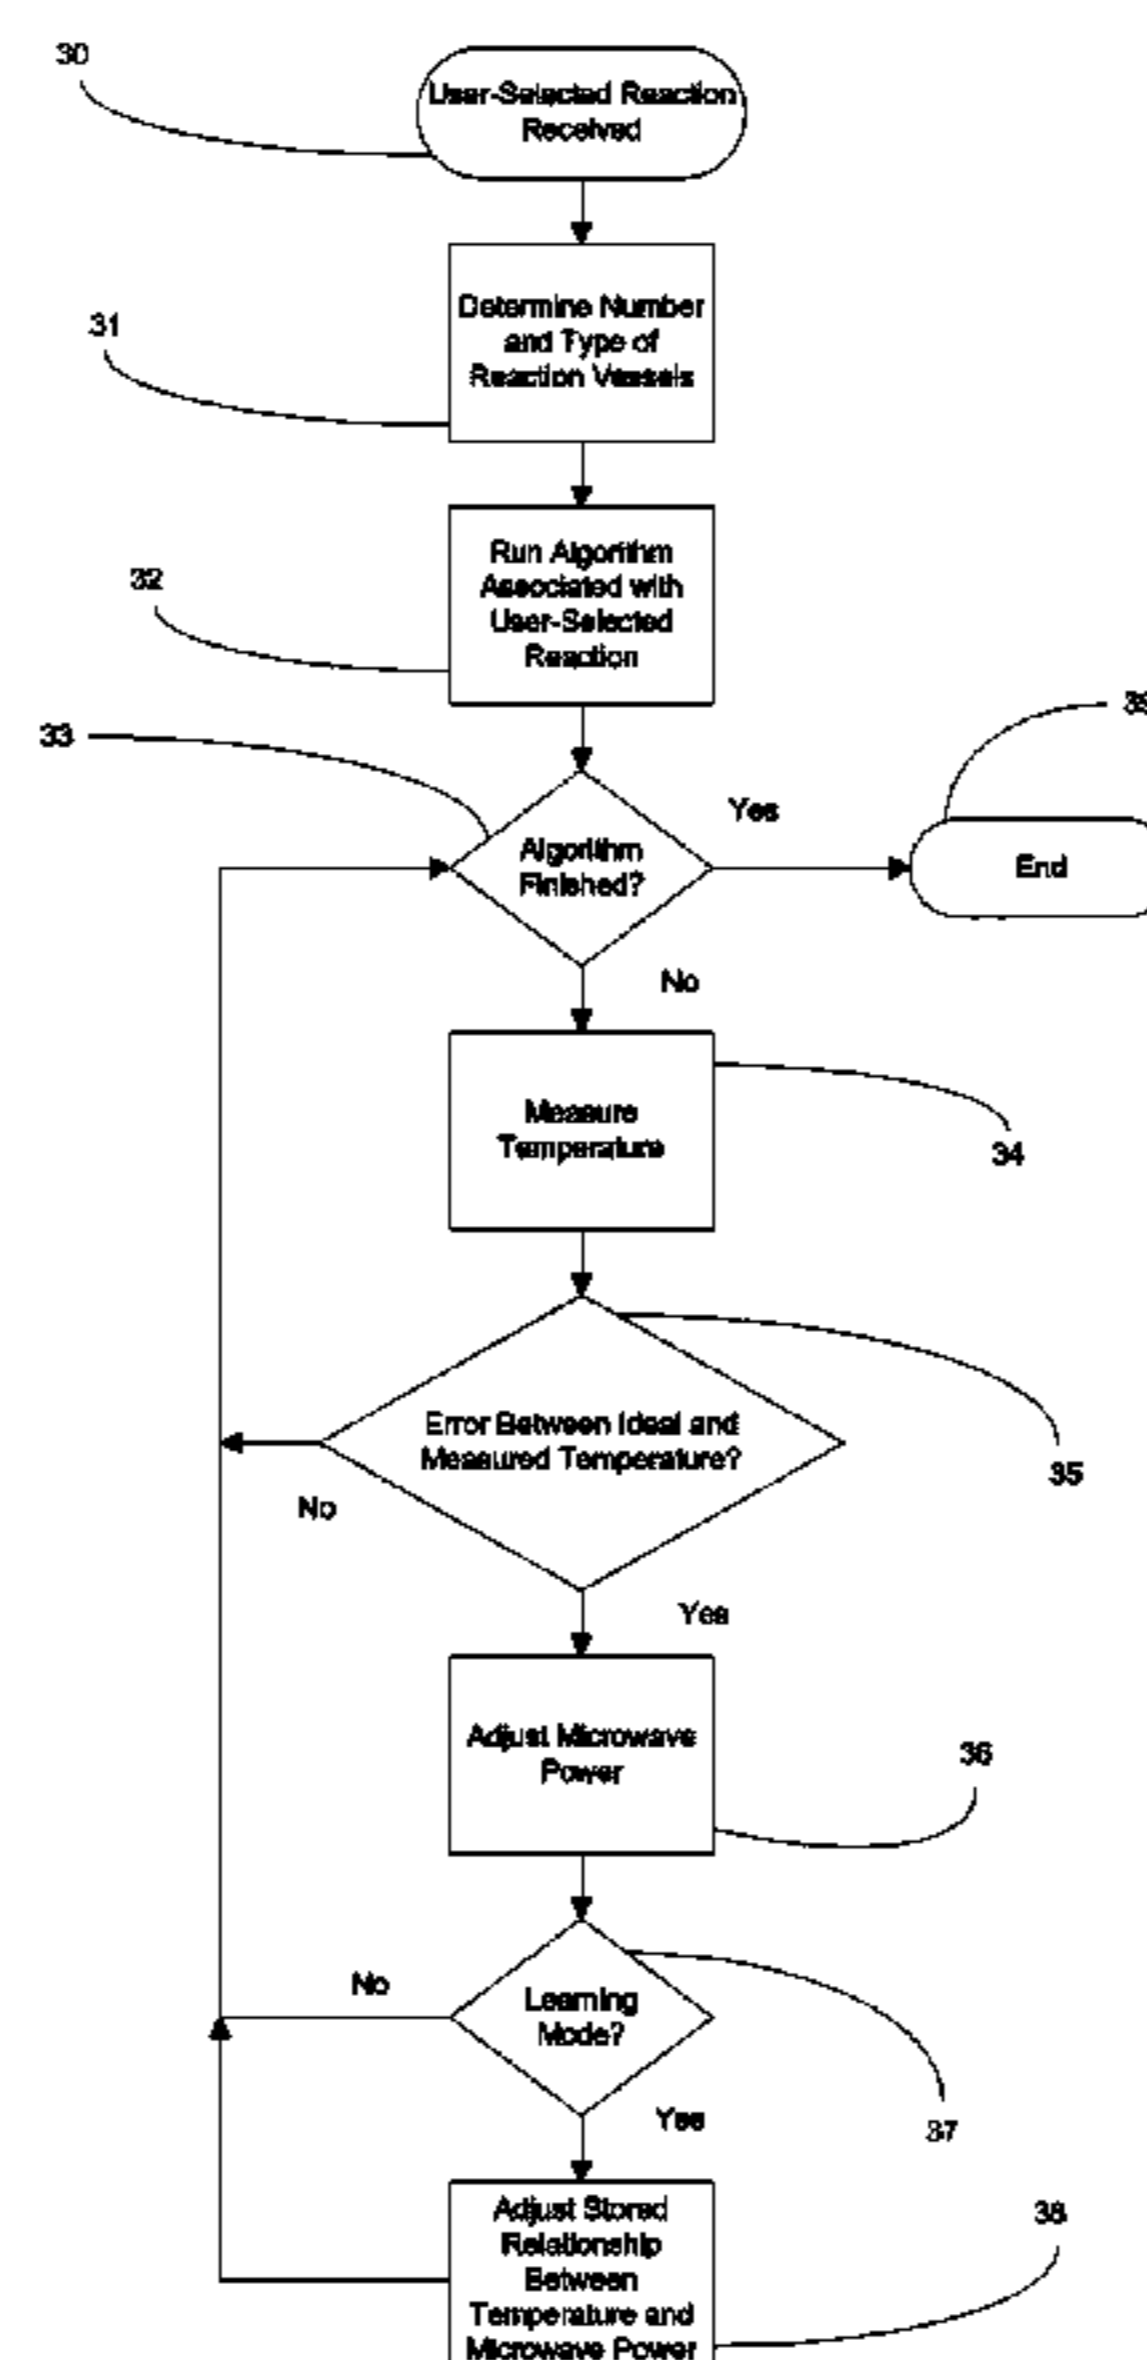 30
User-Selected Reaction
Received
31
Determine Number
and Type of
Reaction Vessels
32
Run Algorithm
Associated with
User-Selected
Reaction
33
Algorithm
Finished?
Yes
End
No
Measure
Temperature
34
Error Between Ideal and
Measured Temperature?
35
No
Yes
Adjust Microwave
Power
36
Learning
Mode?
No
37
Yes
Adjust Stored
Relationship
Between
Temperature and
Microwave Power
38